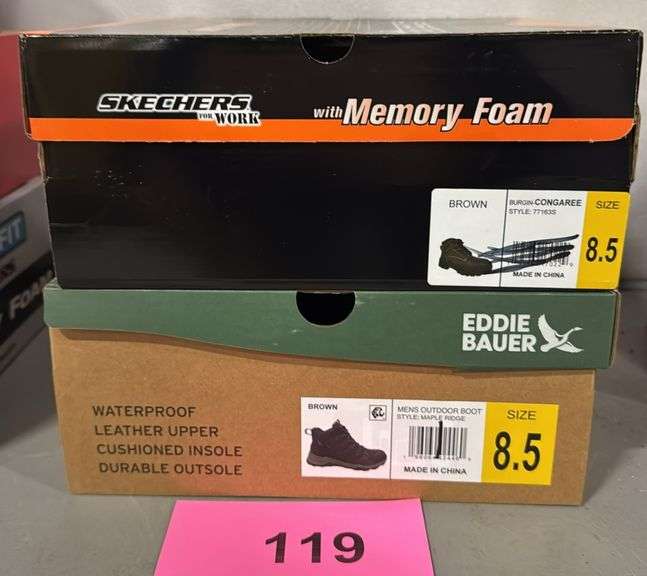 SKECHERS
FOR WORK
with Memory Foam
BROWN
BURGIN-CONGAREE
STYLE: 77163S
MADE IN CHINA
SIZE
8.5
EDDIE
BAUER
WATERPROOF
LEATHER UPPER
CUSHIONED INSOLE
DURABLE OUTSOLE
BROWN
MENS OUTDOOR BOOT
STYLE: MAPLE RIDGE
MADE IN CHINA
SIZE
8.5
119